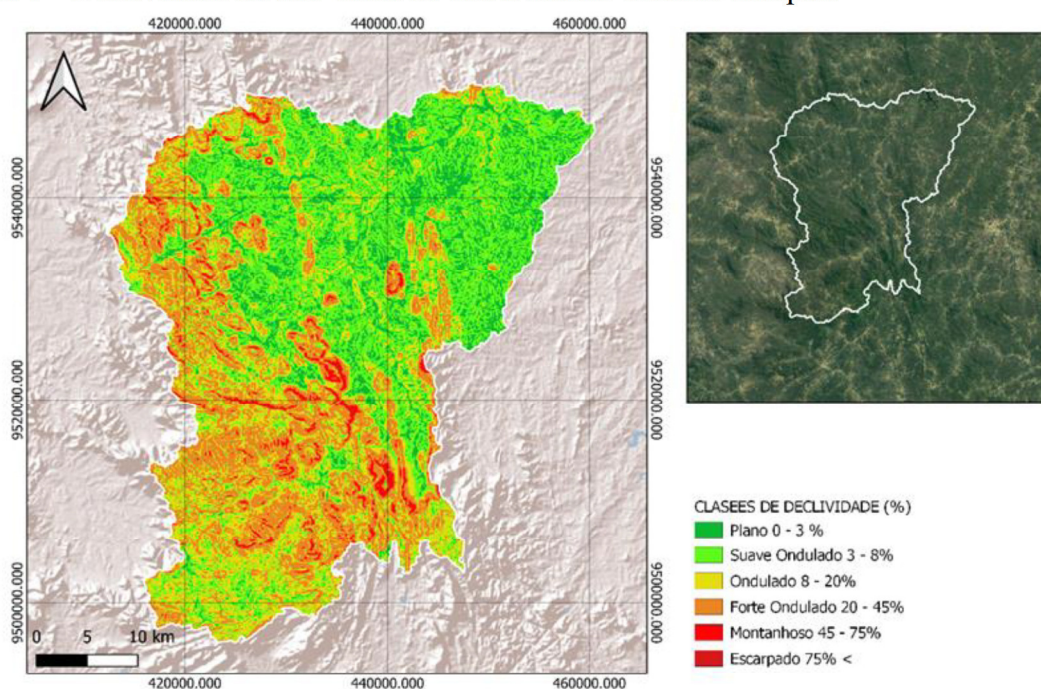 420000.000 440000.000 460000.000
9540000.000 9540000.000
9520000.000 9520000.000
9500000.000 9500000.000
0 5 10 km
420000.000 440000.000 460000.000
CLASEES DE DECLIVIDADE (%)
Plano 0 - 3 %
Suave Ondulado 3 - 8%
Ondulado 8 - 20%
Forte Ondulado 20 - 45%
Montanhoso 45 - 75%
Escarpado 75% <